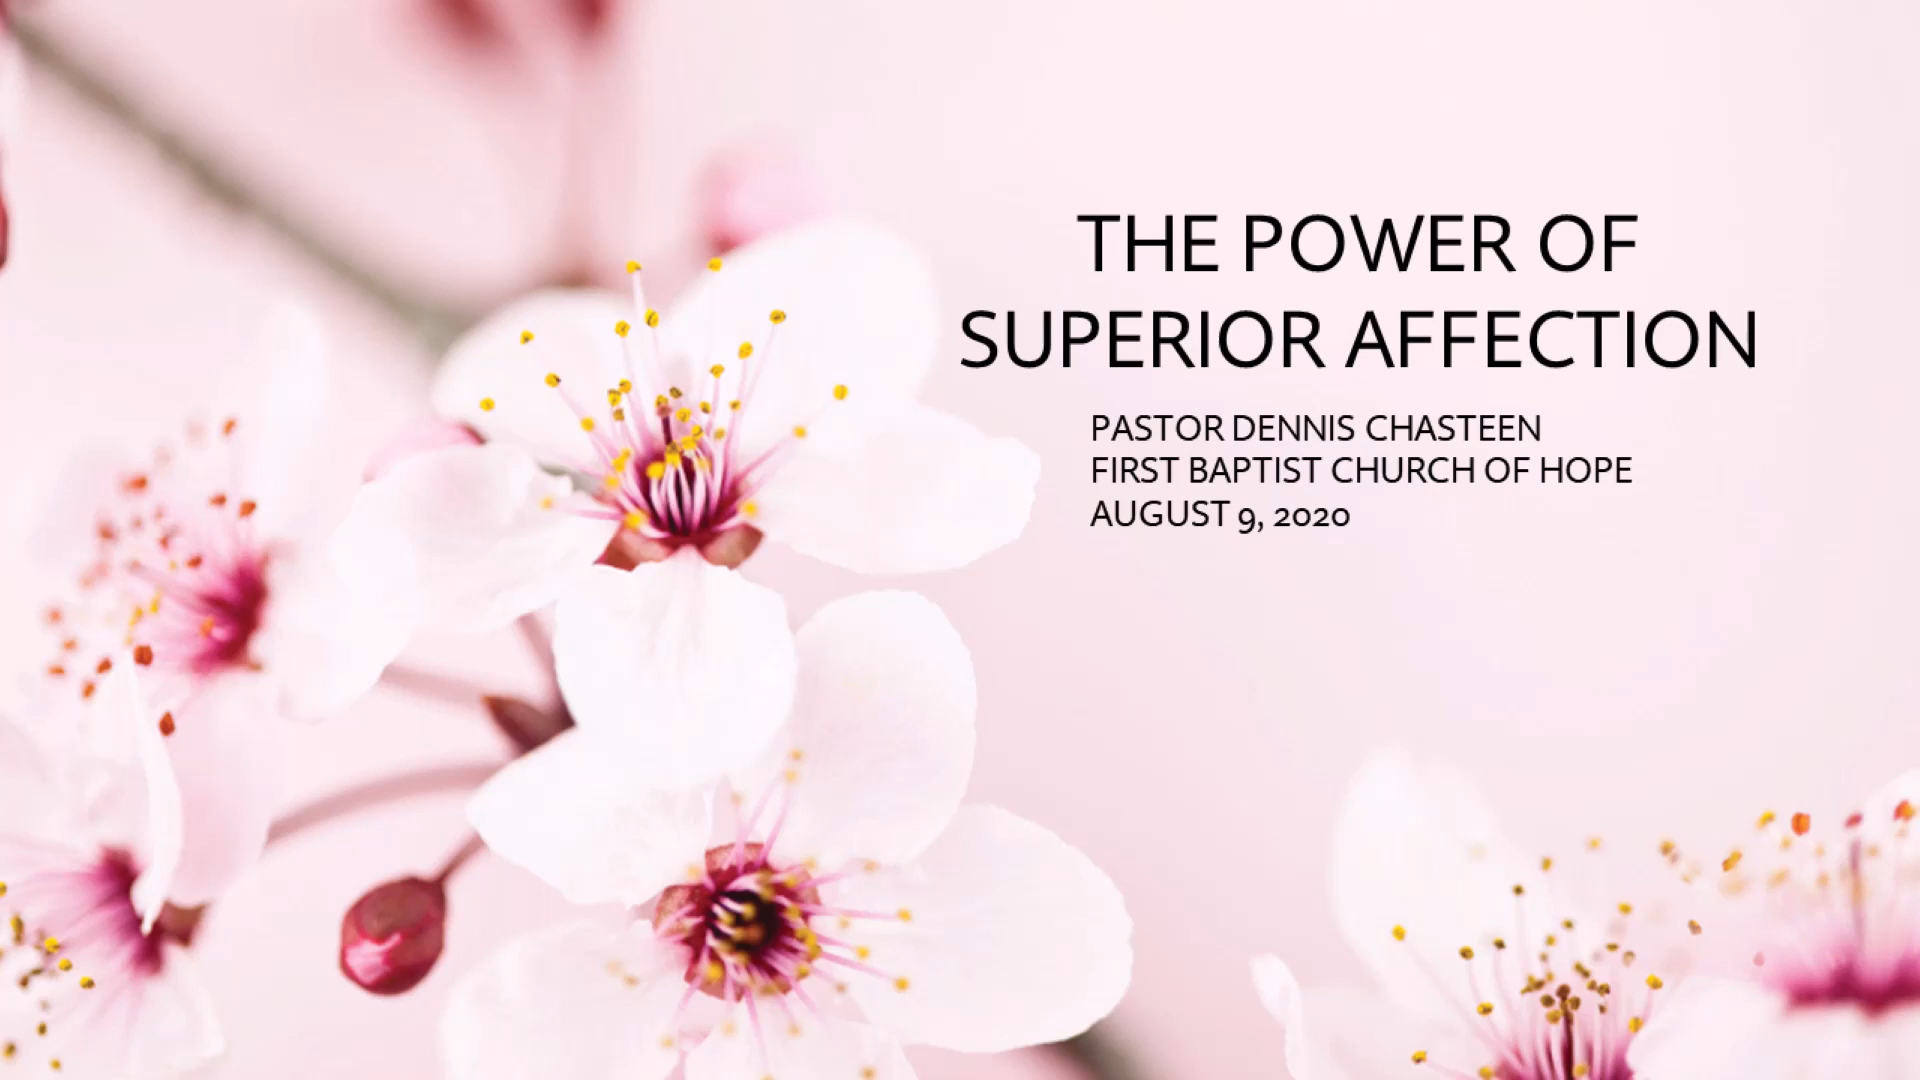 THE POWER OF
SUPERIOR AFFECTION
PASTOR DENNIS CHASTEEN
FIRST BAPTIST CHURCH OF HOPE
AUGUST 9, 2020